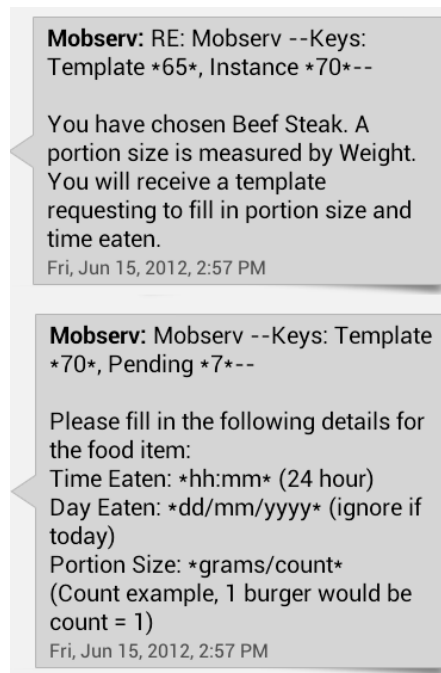 Mobserv: RE: Mobserv --Keys:
Template *65*, Instance *70*--
You have chosen Beef Steak. A
portion size is measured by Weight.
You will receive a template
requesting to fill in portion size and
time eaten.
Fri, Jun 15, 2012, 2:57 PM
Mobserv: Mobserv --Keys: Template
*70*, Pending *7*--
Please fill in the following details for
the food item:
Time Eaten: *hh:mm* (24 hour)
Day Eaten: *dd/mm/yyyy* (ignore if
today)
Portion Size: *grams/count*
(Count example, 1 burger would be
count = 1)
Fri, Jun 15, 2012, 2:57 PM